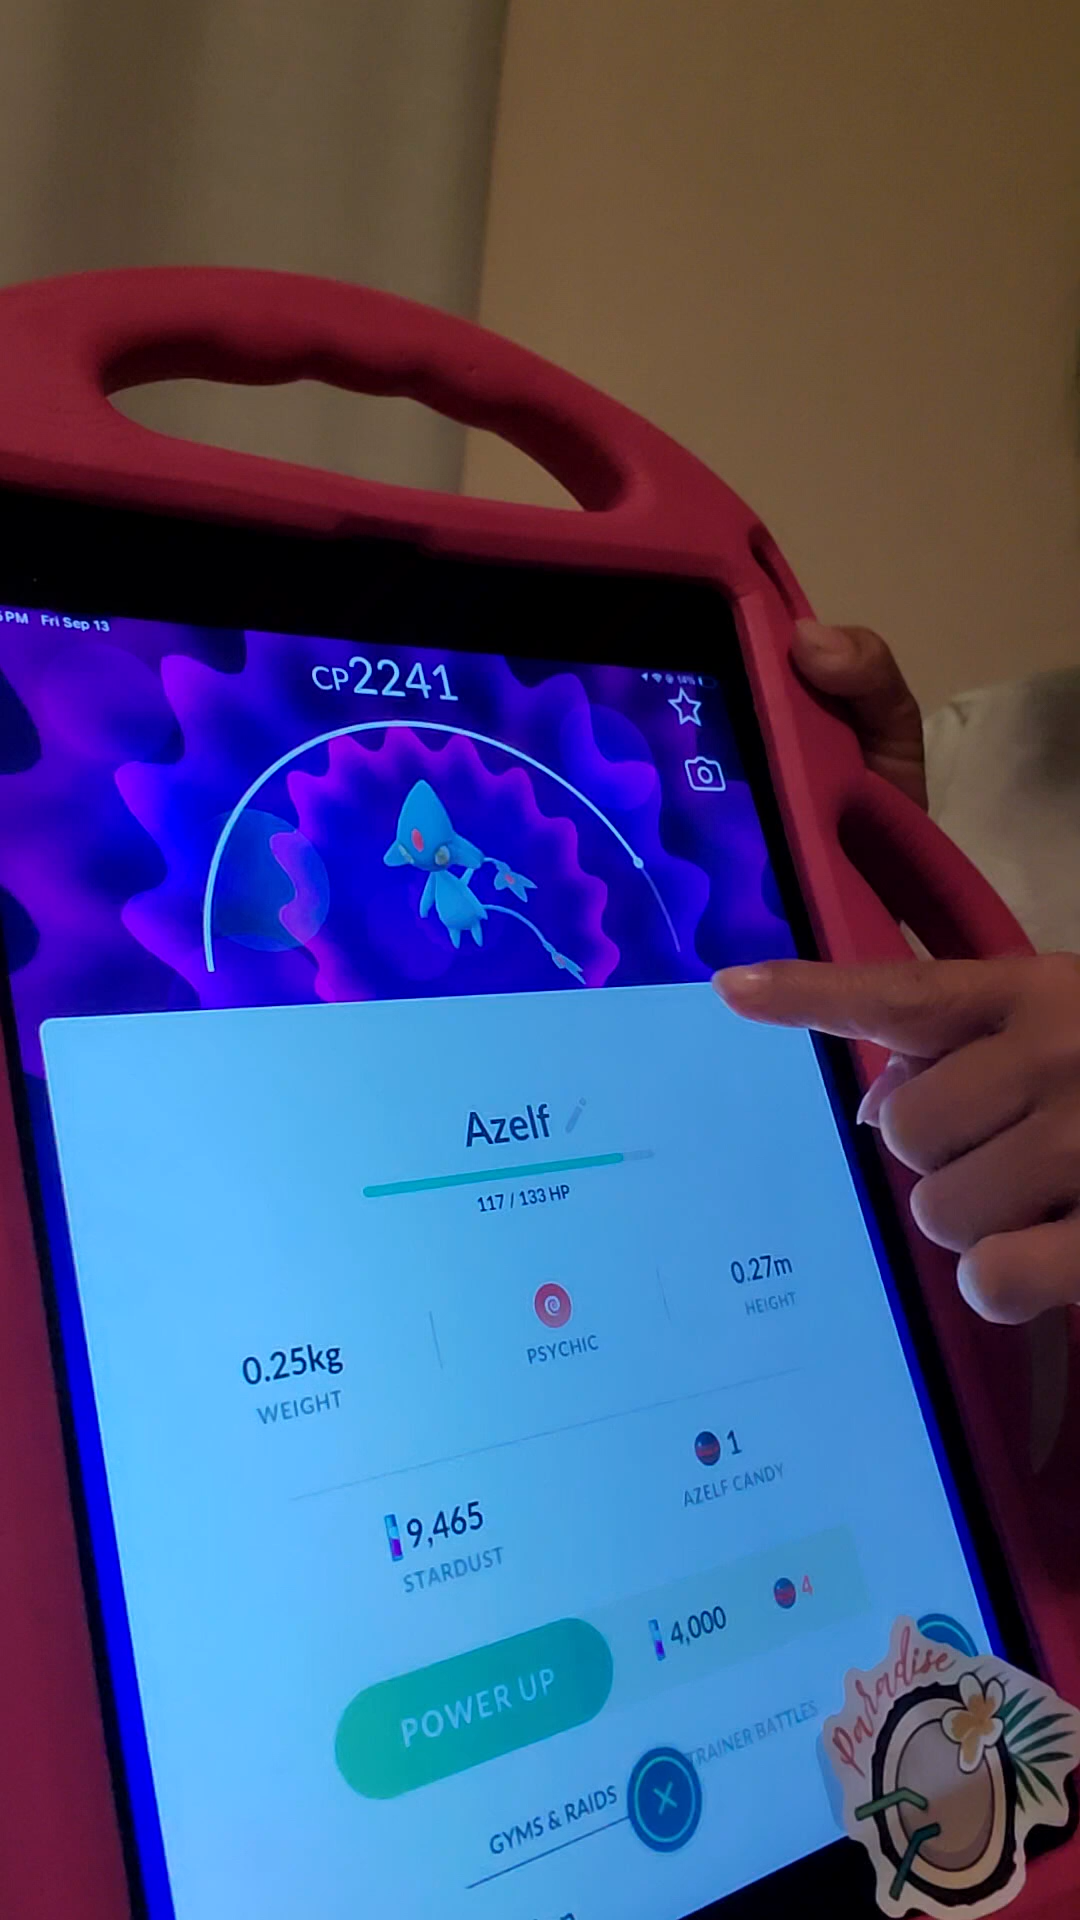 PM Fri Sep 13
CP2241
Azelf
117 / 133 HP
0.25kg
WEIGHT
PSYCHIC
0.27m
HEIGHT
9,465
STARDUST
1
AZELF CANDY
POWER UP
4,000
4
GYMS & RAIDS
TRAINER BATTLES
Paradise